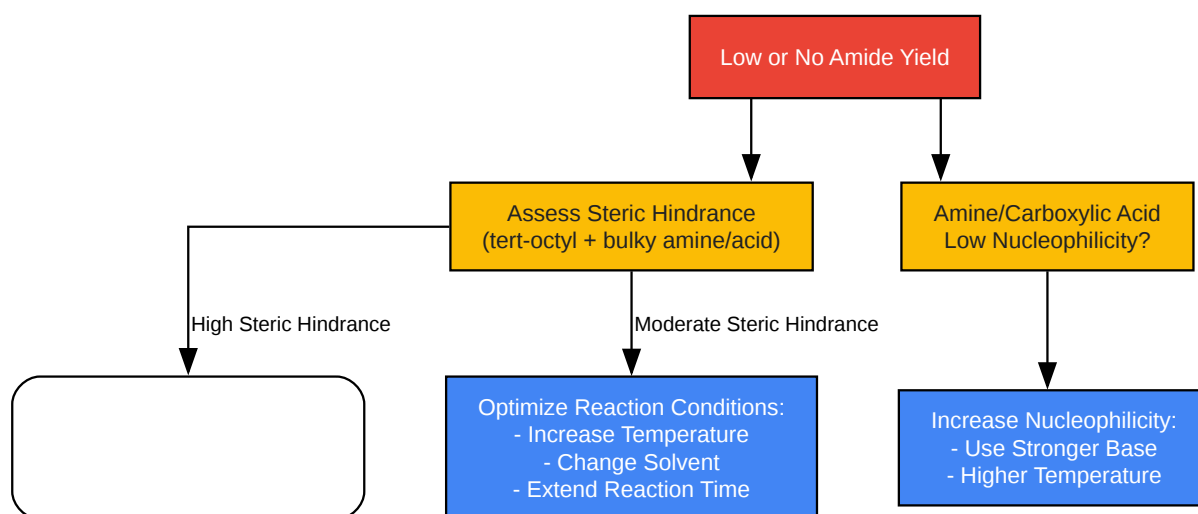 Low or No Amide Yield
Assess Steric Hindrance
(tert-octyl + bulky amine/acid)
Amine/Carboxylic Acid
Low Nucleophilicity?
High Steric Hindrance
Moderate Steric Hindrance
Optimize Reaction Conditions:
- Increase Temperature
- Change Solvent
- Extend Reaction Time
Increase Nucleophilicity:
- Use Stronger Base
- Higher Temperature